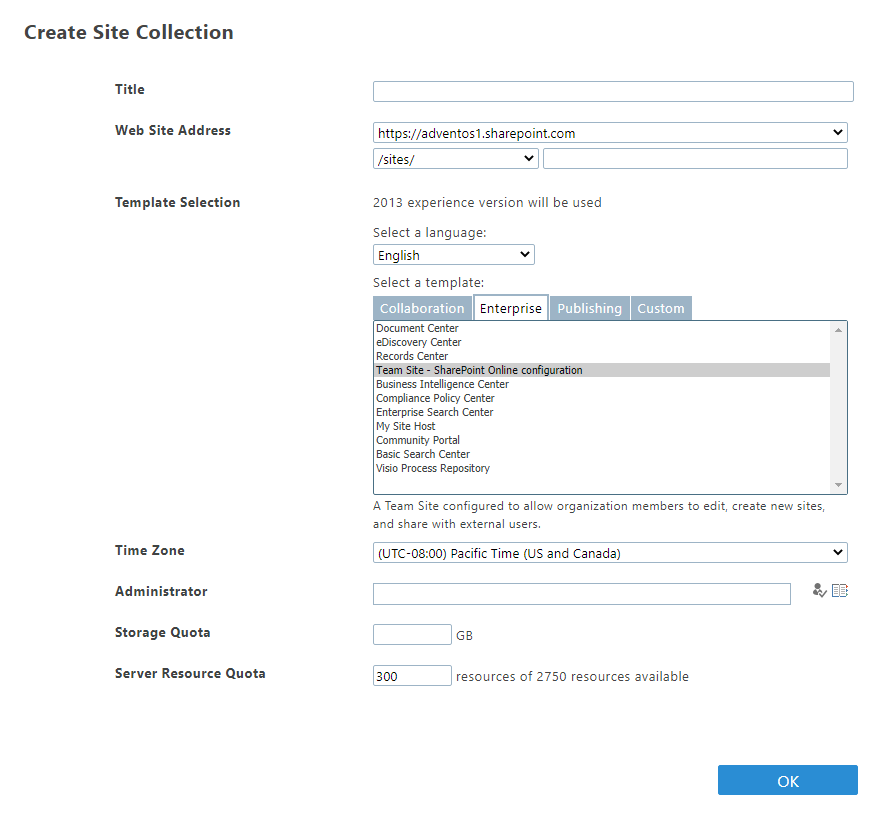 Create Site Collection
Title
Web Site Address
https://adventos1.sharepoint.com
/sites/
Template Selection
2013 experience version will be used
Select a language:
English
Select a template:
Collaboration Enterprise Publishing Custom
Document Center
eDiscovery Center
Records Center
Team Site - SharePoint Online configuration
Business Intelligence Center
Compliance Policy Center
Enterprise Search Center
My Site Host
Community Portal
Basic Search Center
Visio Process Repository
A Team Site configured to allow organization members to edit, create new sites,
and share with external users.
Time Zone
(UTC-08:00) Pacific Time (US and Canada)
Administrator
Storage Quota
GB
Server Resource Quota
300 resources of 2750 resources available
OK